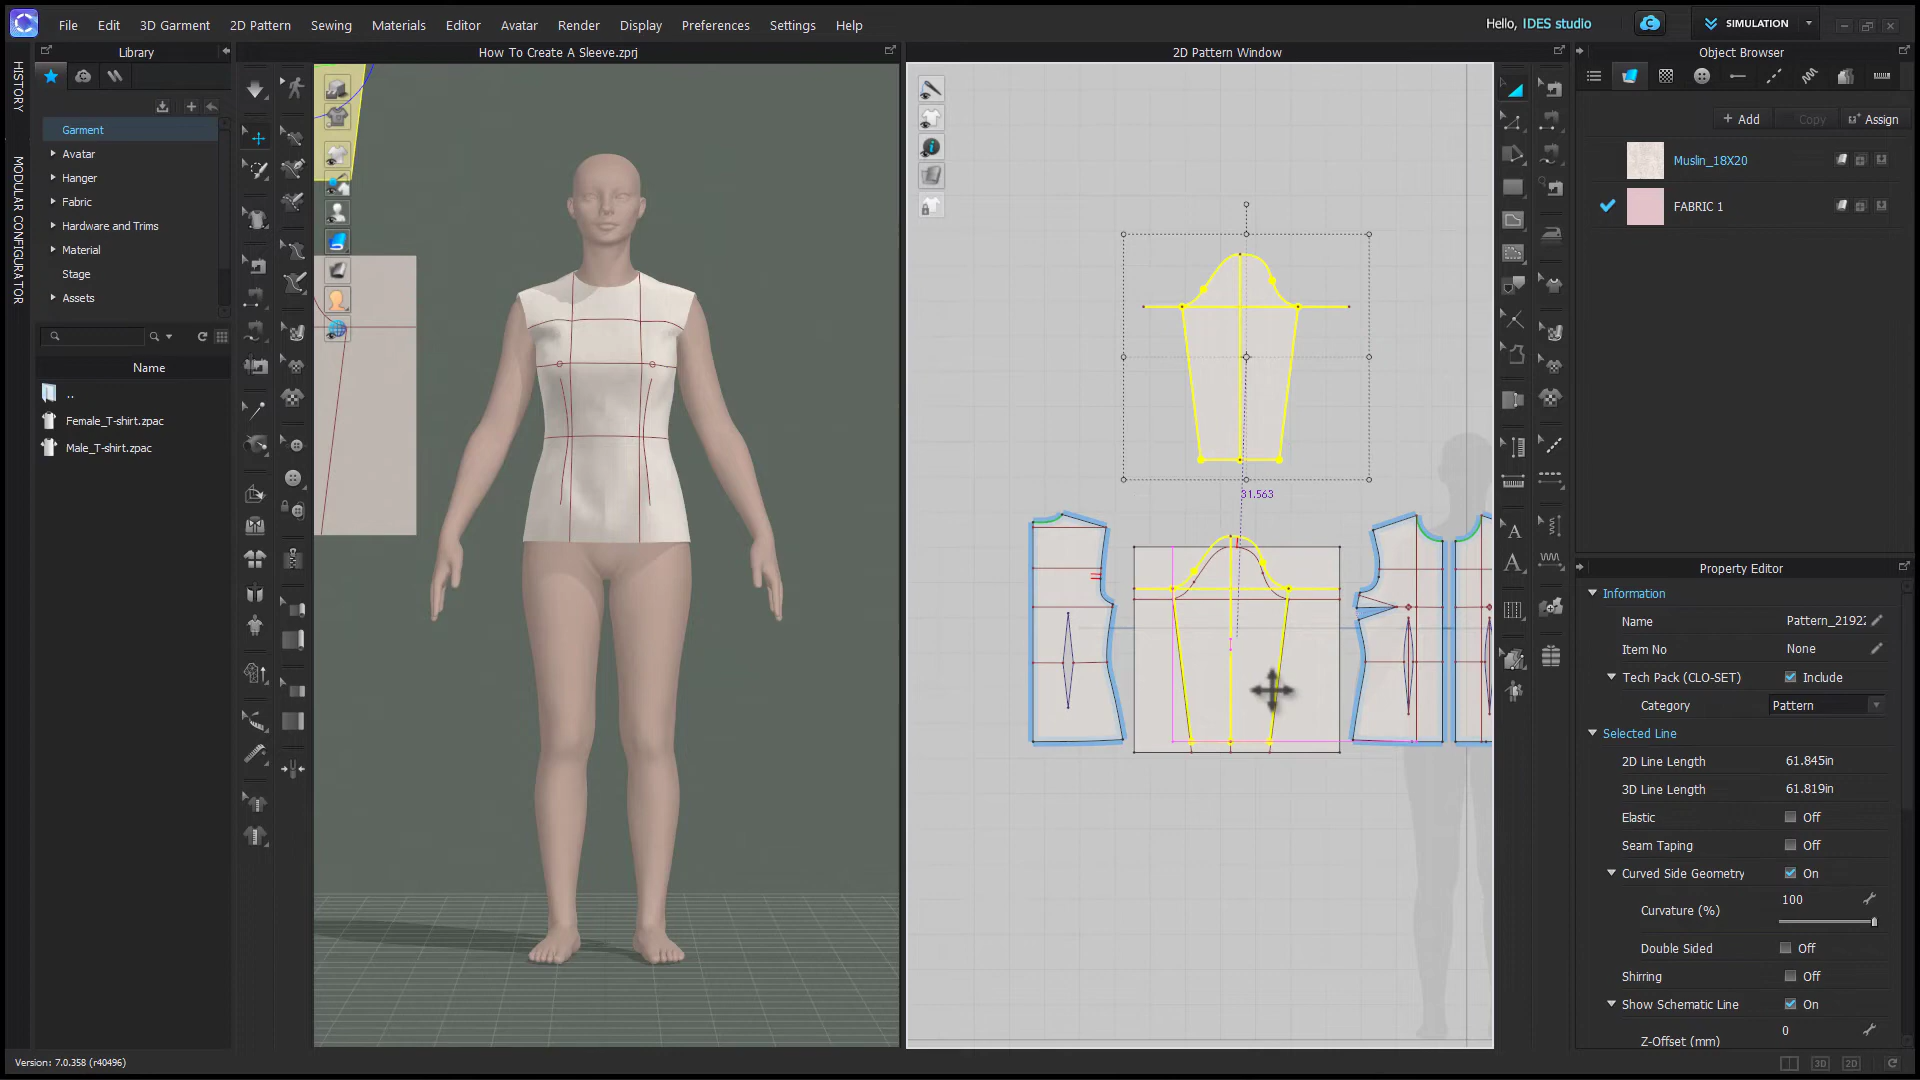 File
Edit
3D Garment
2D Pattern
Sewing
Materials
Editor
Avatar
Render
Display
Preferences
Settings
Help
Hello, IDES studio
SIMULATION
HISTORY
MODULAR CONFIGURATOR
Library
How To Create A Sleeve.zprj
2D Pattern Window
Object Browser
Garment
Avatar
Hanger
Fabric
Hardware and Trims
Material
Stage
Assets
Name
..
Female_T-shirt.zpac
Male_T-shirt.zpac
31.563
+ Add
Copy
Assign
Muslin_18X20
FABRIC 1
Property Editor
Information
Name
Pattern_2192
Item No
None
Tech Pack (CLO-SET)
Include
Category
Pattern
Selected Line
2D Line Length
61.845in
3D Line Length
61.819in
Elastic
Off
Seam Taping
Off
Curved Side Geometry
On
Curvature (%)
100
Double Sided
Off
Shirring
Off
Show Schematic Line
On
Z-Offset (mm)
0
Version: 7.0.358 (r40496)
3D
2D